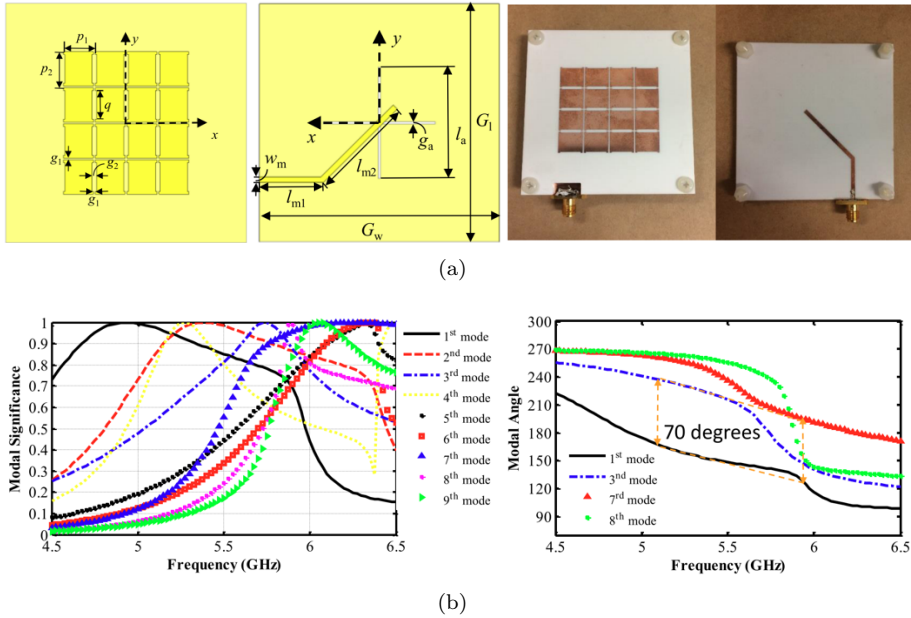 p1
y
p2
q
x
g1
g2
g1
y
x
wm
ga
la
Gl
lm1
lm2
Gw
(a)
Modal Significance
1
0.9
0.8
0.7
0.6
0.5
0.4
0.3
0.2
0.1
0
4.5 5 5.5 6 6.5
Frequency (GHz)
1st mode
2nd mode
3rd mode
4th mode
5th mode
6th mode
7th mode
8th mode
9th mode
Modal Angle
300
270
240
210
180
150
120
90
70 degrees
1st mode
3rd mode
7rd mode
8th mode
4.5 5 5.5 6 6.5
Frequency (GHz)
(b)